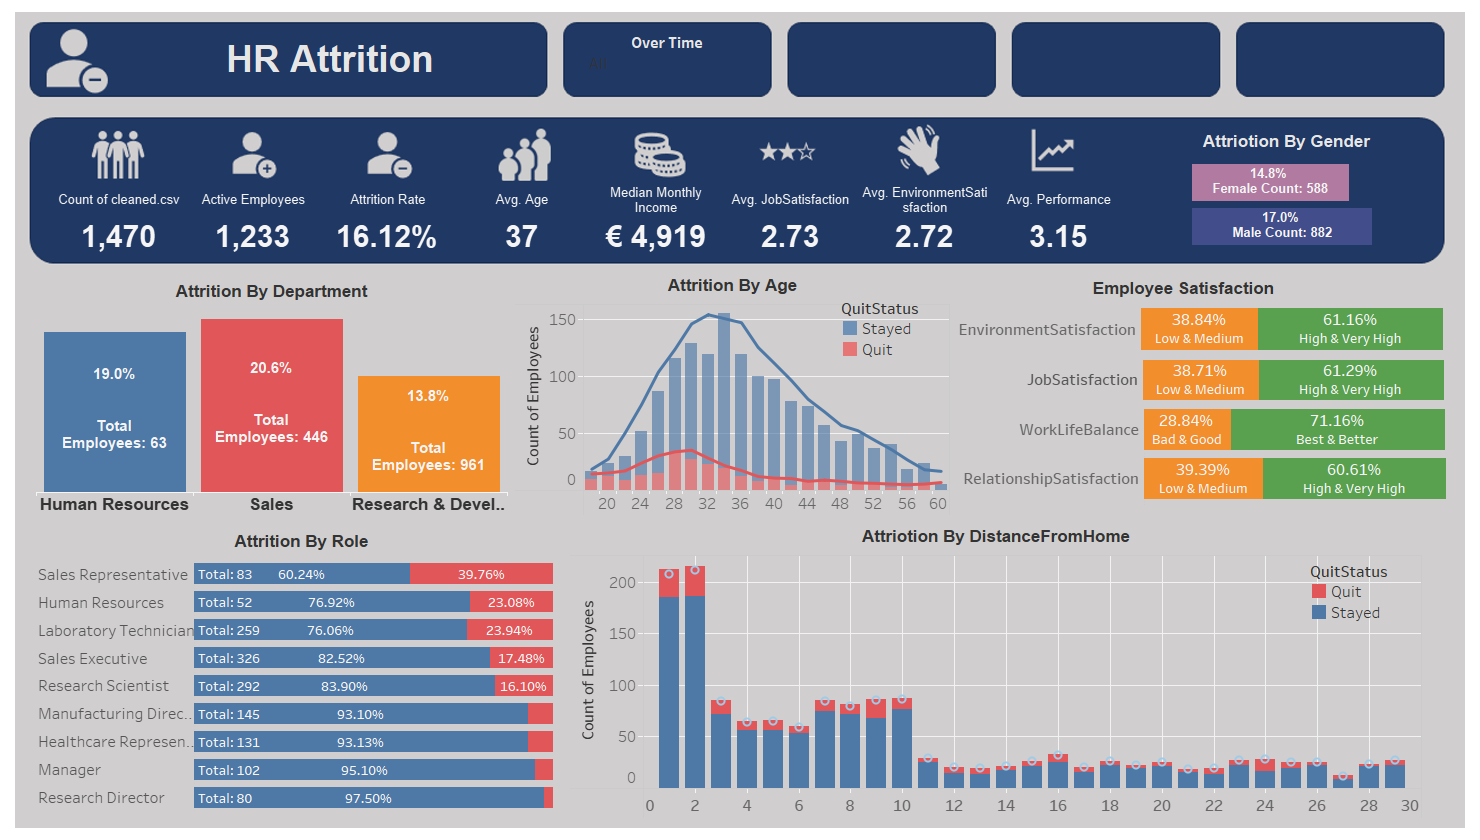 HR Attrition
Over Time
All
Count of cleaned.csv
1,470
Active Employees
1,233
Attrition Rate
16.12%
Avg. Age
37
Median Monthly
Income
€ 4,919
Avg. JobSatisfaction
2.73
Avg. EnvironmentSati
sfaction
2.72
Avg. Performance
3.15
Attriotion By Gender
14.8%
Female Count: 588
17.0%
Male Count: 882
Attrition By Department
19.0%
Total
Employees: 63
20.6%
Total
Employees: 446
13.8%
Total
Employees: 961
Human Resources
Sales
Research & Devel..
Attrition By Age
QuitStatus
Stayed
Quit
Count of Employees
150
100
50
0
20 24 28 32 36 40 44 48 52 56 60
Employee Satisfaction
EnvironmentSatisfaction
38.84%
Low & Medium
61.16%
High & Very High
JobSatisfaction
38.71%
Low & Medium
61.29%
High & Very High
WorkLifeBalance
28.84%
Bad & Good
71.16%
Best & Better
RelationshipSatisfaction
39.39%
Low & Medium
60.61%
High & Very High
Attrition By Role
Sales Representative Total: 83 60.24% 39.76%
Human Resources Total: 52 76.92% 23.08%
Laboratory Technician Total: 259 76.06% 23.94%
Sales Executive Total: 326 82.52% 17.48%
Research Scientist Total: 292 83.90% 16.10%
Manufacturing Direc.. Total: 145 93.10%
Healthcare Represen.. Total: 131 93.13%
Manager Total: 102 95.10%
Research Director Total: 80 97.50%
Attriotion By DistanceFromHome
QuitStatus
Quit
Stayed
Count of Employees
200
150
100
50
0
0 2 4 6 8 10 12 14 16 18 20 22 24 26 28 30